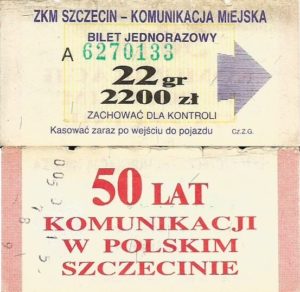 ZKM SZCZECIN – KOMUNIKACJA MIEJSKA
BILET JEDNORAZOWY
A 6270133
22 gr
2200 zł
ZACHOWAĆ DLA KONTROLI
Kasować zaraz po wejściu do pojazdu Cz.Z.G.
50 LAT
KOMUNIKACJI
W POLSKIM
SZCZECINIE